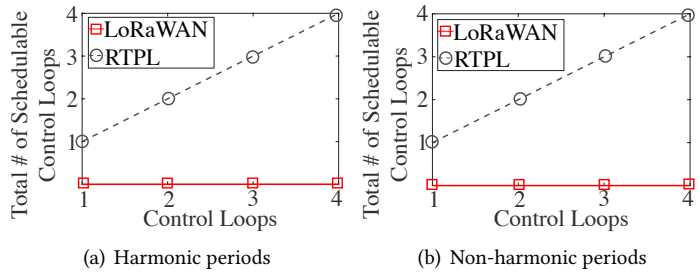 Total # of Schedulable
Control Loops
4
3
2
1
LoRaWAN
RTPL
1 2 3 4
Control Loops
(a) Harmonic periods
Total # of Schedulable
Control Loops
4
3
2
1
LoRaWAN
RTPL
1 2 3 4
Control Loops
(b) Non-harmonic periods